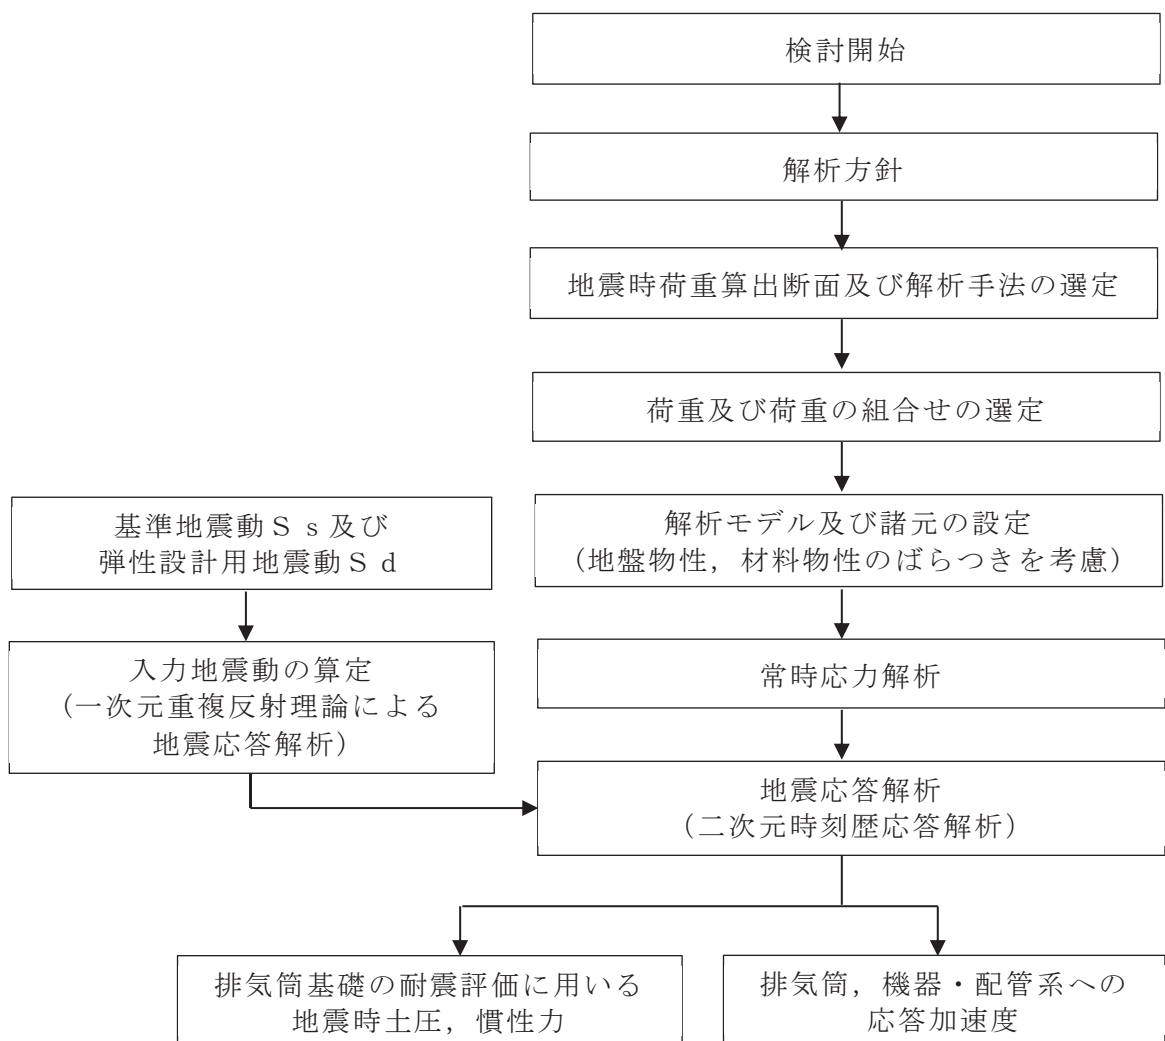 検討開始
解析方針
地震時荷重算出断面及び解析手法の選定
荷重及び荷重の組合せの選定
基準地震動Ｓｓ及び
弾性設計用地震動Ｓｄ
解析モデル及び諸元の設定
（地盤物性，材料物性のばらつきを考慮）
入力地震動の算定
（一次元重複反射理論による
地震応答解析）
常時応力解析
地震応答解析
（二次元時刻歴応答解析）
排気筒基礎の耐震評価に用いる
地震時土圧，慣性力
排気筒，機器・配管系への
応答加速度